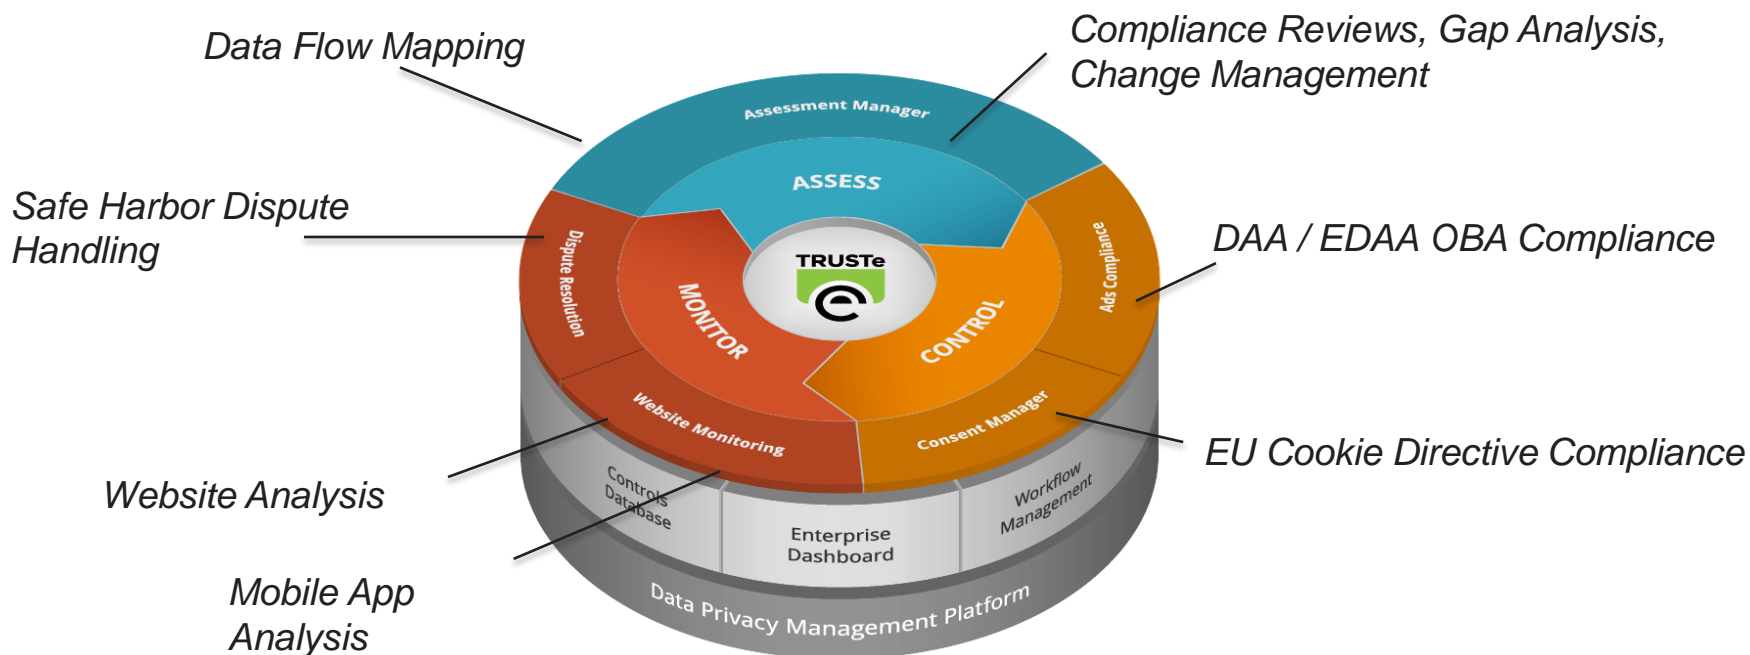 Data Flow Mapping
Compliance Reviews, Gap Analysis,
Change Management
Assessment Manager
ASSESS
Safe Harbor Dispute
Handling
Dispute Resolution
MONITOR
TRUSTe
e
CONTROL
Ads Compliance
DAA / EDAA OBA Compliance
Website Monitoring
Consent Manager
EU Cookie Directive Compliance
Website Analysis
Controls
Database
Enterprise
Dashboard
Workflow
Management
Mobile App
Analysis
Data Privacy Management Platform